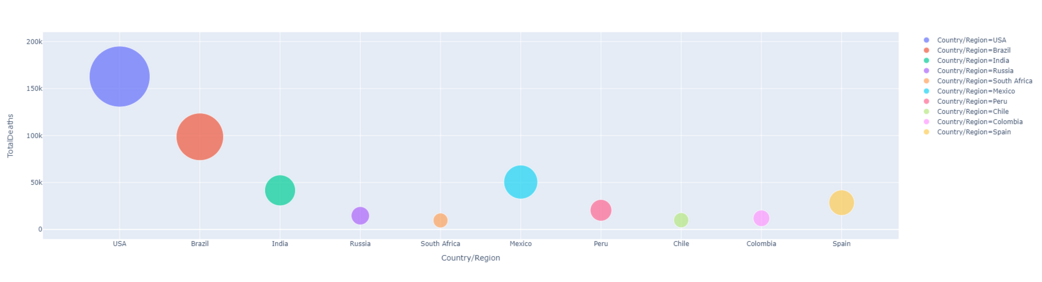 200k
150k
100k
50k
0
TotalDeaths
USA Brazil India Russia South Africa Mexico Peru Chile Colombia Spain
Country/Region
Country/Region=USA
Country/Region=Brazil
Country/Region=India
Country/Region=Russia
Country/Region=South Africa
Country/Region=Mexico
Country/Region=Peru
Country/Region=Chile
Country/Region=Colombia
Country/Region=Spain